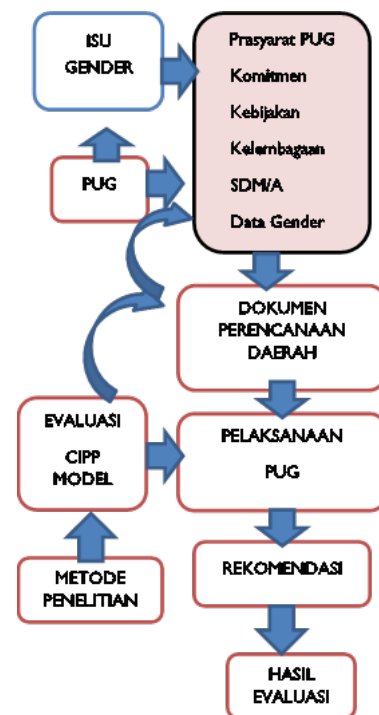 ISU
GENDER
Prasyarat PUG
Komitmen
Kebijakan
Kelembagaan
SDM/A
Data Gender
PUG
DOKUMEN
PERENCANAAN
DAERAH
EVALUASI
CIPP
MODEL
PELAKSANAAN
PUG
METODE
PENELITIAN
REKOMENDASI
HASIL
EVALUASI